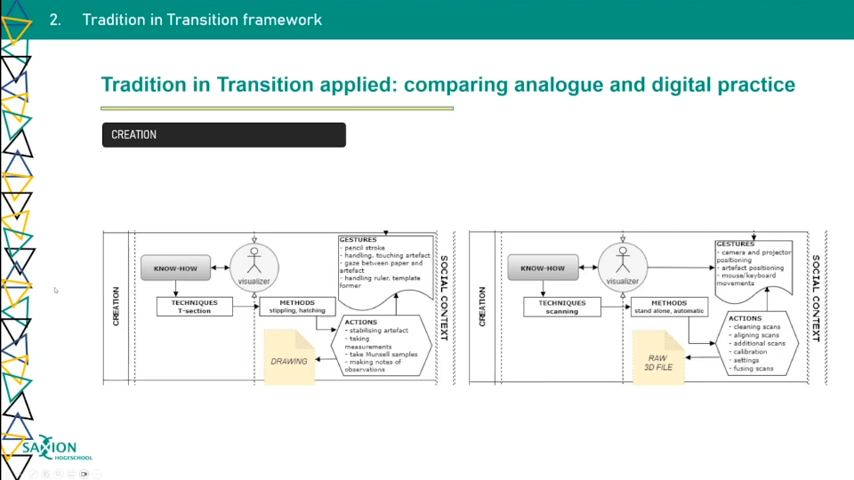 2. Tradition in Transition framework
Tradition in Transition applied: comparing analogue and digital practice
CREATION
CREATION
KNOW-HOW
visualizer
TECHNIQUES
T-section
METHODS
stippling, hatching
GESTURES
- pencil stroke
- handling, touching artefact
- gaze between paper and
artefact
- handling ruler, template
former
ACTIONS
- stabilising artefact
- taking
measurements
- take Munsell samples
- making notes of
observations
DRAWING
SOCIAL CONTEXT
CREATION
KNOW-HOW
visualizer
TECHNIQUES
scanning
METHODS
stand alone, automatic
GESTURES
- camera and projector
positioning
- artefact positioning
- mouse/keyboard
movements
ACTIONS
- cleaning scans
- aligning scans
- additional scans
- calibration
- settings
- fusing scans
RAW
3D FILE
SOCIAL CONTEXT
SAXION
HOGESCHOOL